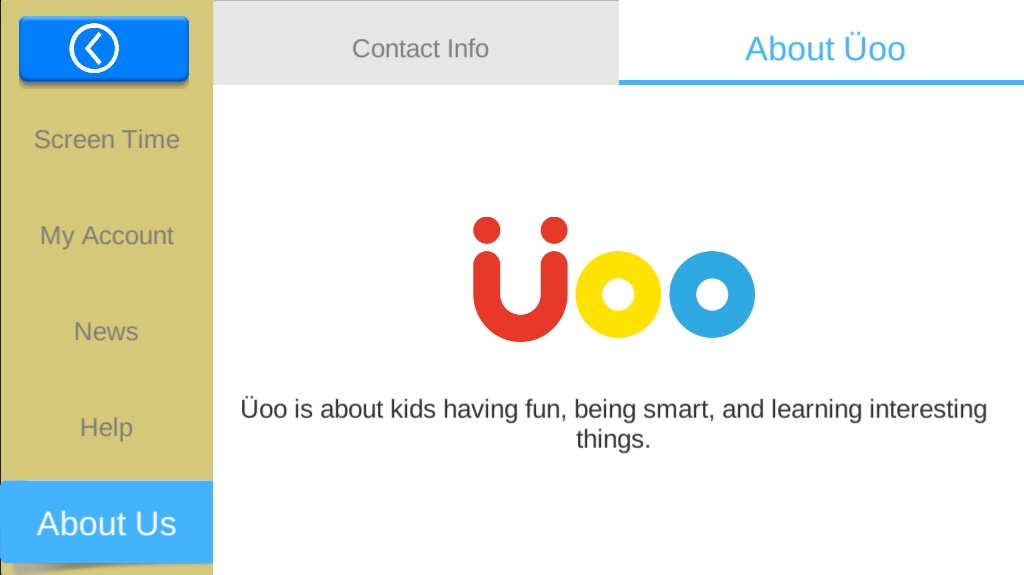 Contact Info
About Üoo
Screen Time
My Account
News
Help
About Us
Üoo
Üoo is about kids having fun, being smart, and learning interesting
things.